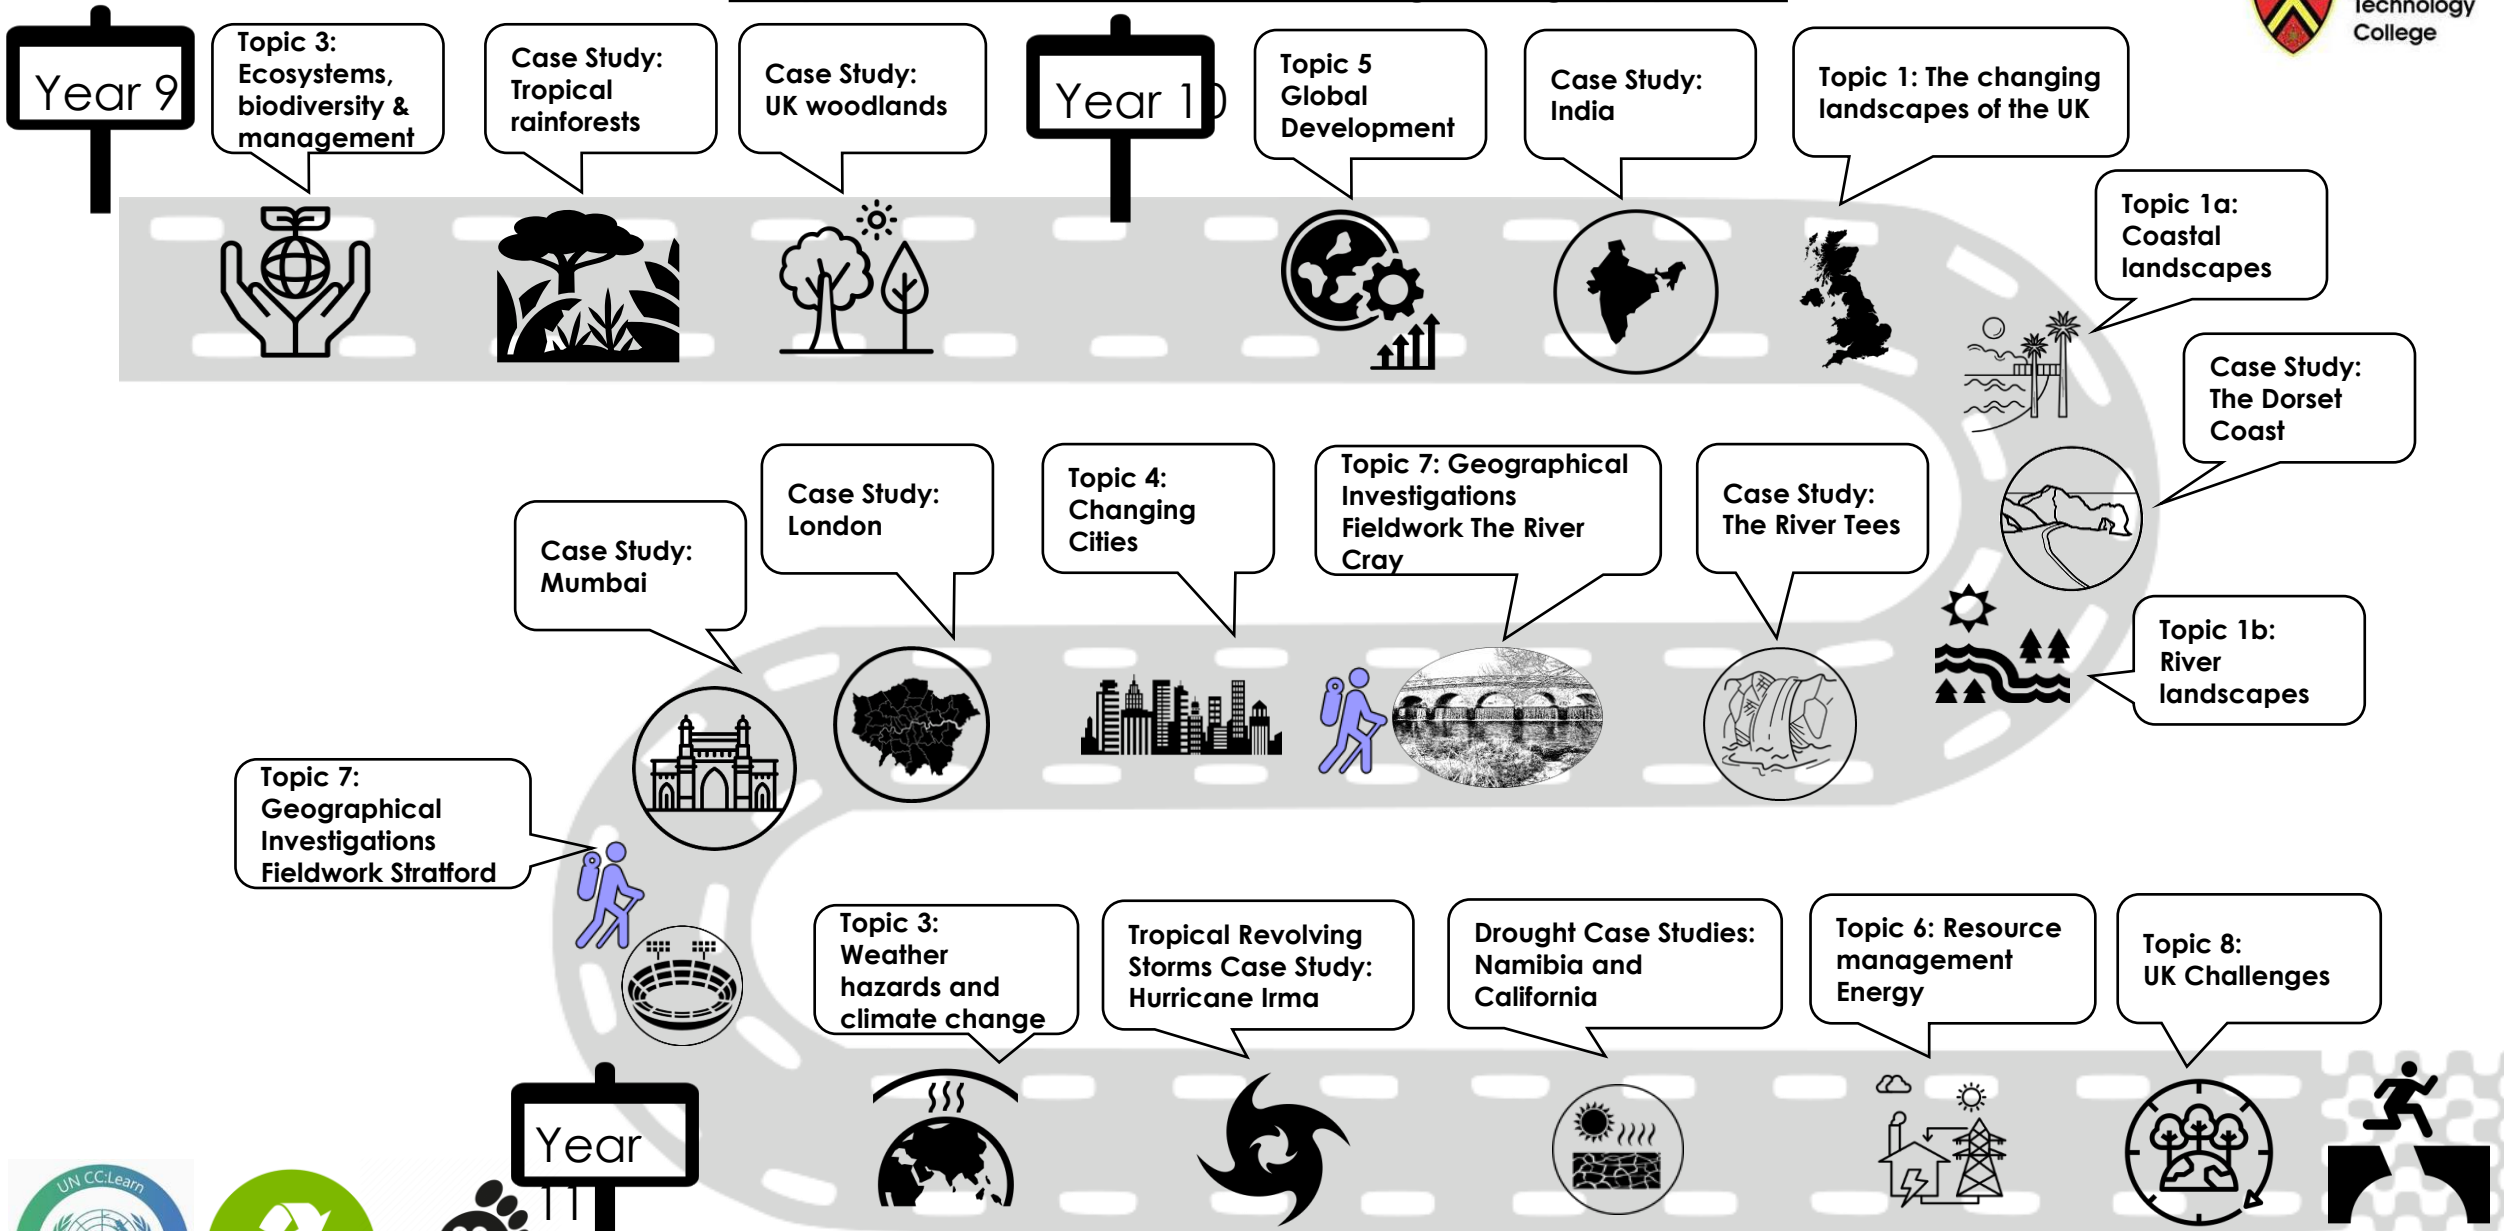 Technology
College
Year 9
Topic 3:
Ecosystems,
biodiversity &
management
Case Study:
Tropical
rainforests
Case Study:
UK woodlands
Year 10
Topic 5
Global
Development
Case Study:
India
Topic 1: The changing
landscapes of the UK
Topic 1a:
Coastal
landscapes
Case Study:
The Dorset
Coast
Topic 1b:
River
landscapes
Case Study:
The River Tees
Topic 7: Geographical
Investigations
Fieldwork The River
Cray
Topic 4:
Changing
Cities
Case Study:
London
Case Study:
Mumbai
Topic 7:
Geographical
Investigations
Fieldwork Stratford
Year
11
Topic 3:
Weather
hazards and
climate change
Tropical Revolving
Storms Case Study:
Hurricane Irma
Drought Case Studies:
Namibia and
California
Topic 6: Resource
management
Energy
Topic 8:
UK Challenges
UN CC:Learn